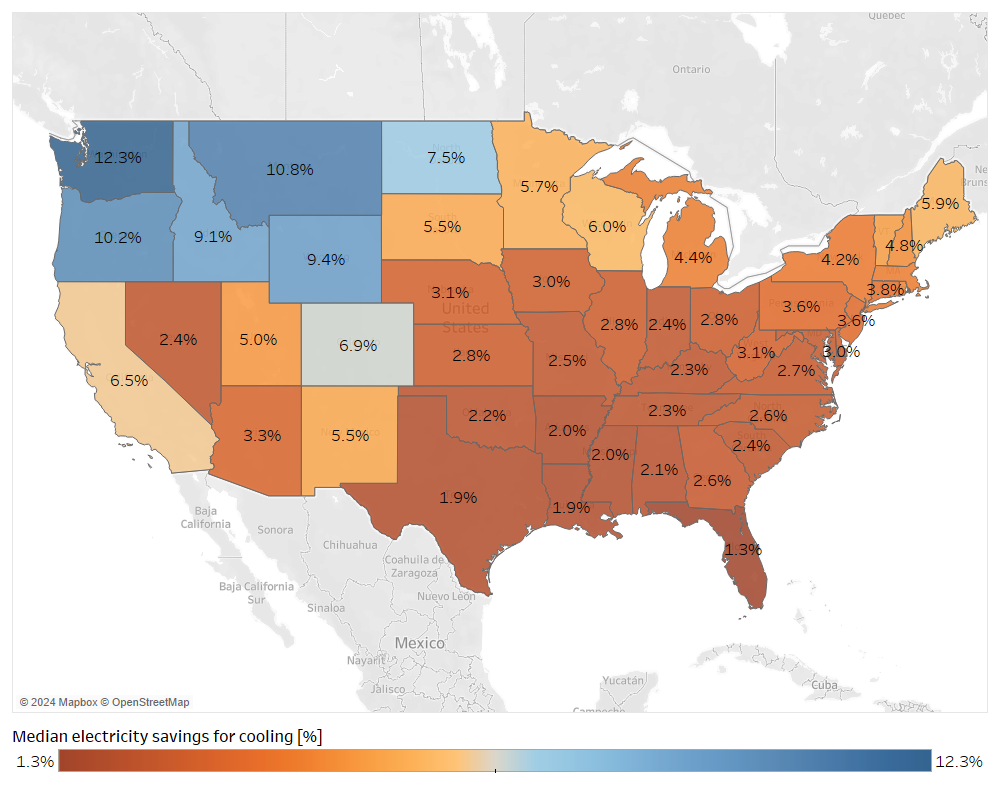 Québec
Ontario
12.3%
7.5%
10.8%
5.7%
5.9%
5.5%
6.0%
10.2%
9.1%
4.8%
9.4%
4.4%
4.2%
3.0%
3.8%
3.1%
United
States
3.6%
2.8%
2.4%
2.8%
3.6%
2.4%
5.0%
6.9%
2.8%
3.1%
3.0%
2.5%
2.3%
2.7%
6.5%
2.3%
2.6%
2.2%
3.3%
5.5%
2.0%
2.4%
2.0%
2.1%
2.6%
1.9%
1.9%
1.3%
Baja
California
Sonora
Chihuahua
Coahuila de
Zaragoza
Baja California
Sur
Nuevo León
Sinaloa
Mexico
Nayarit
Jalisco
Yucatán
Cuba
Campeche
© 2024 Mapbox © OpenStreetMap
Median electricity savings for cooling [%]
1.3%
12.3%